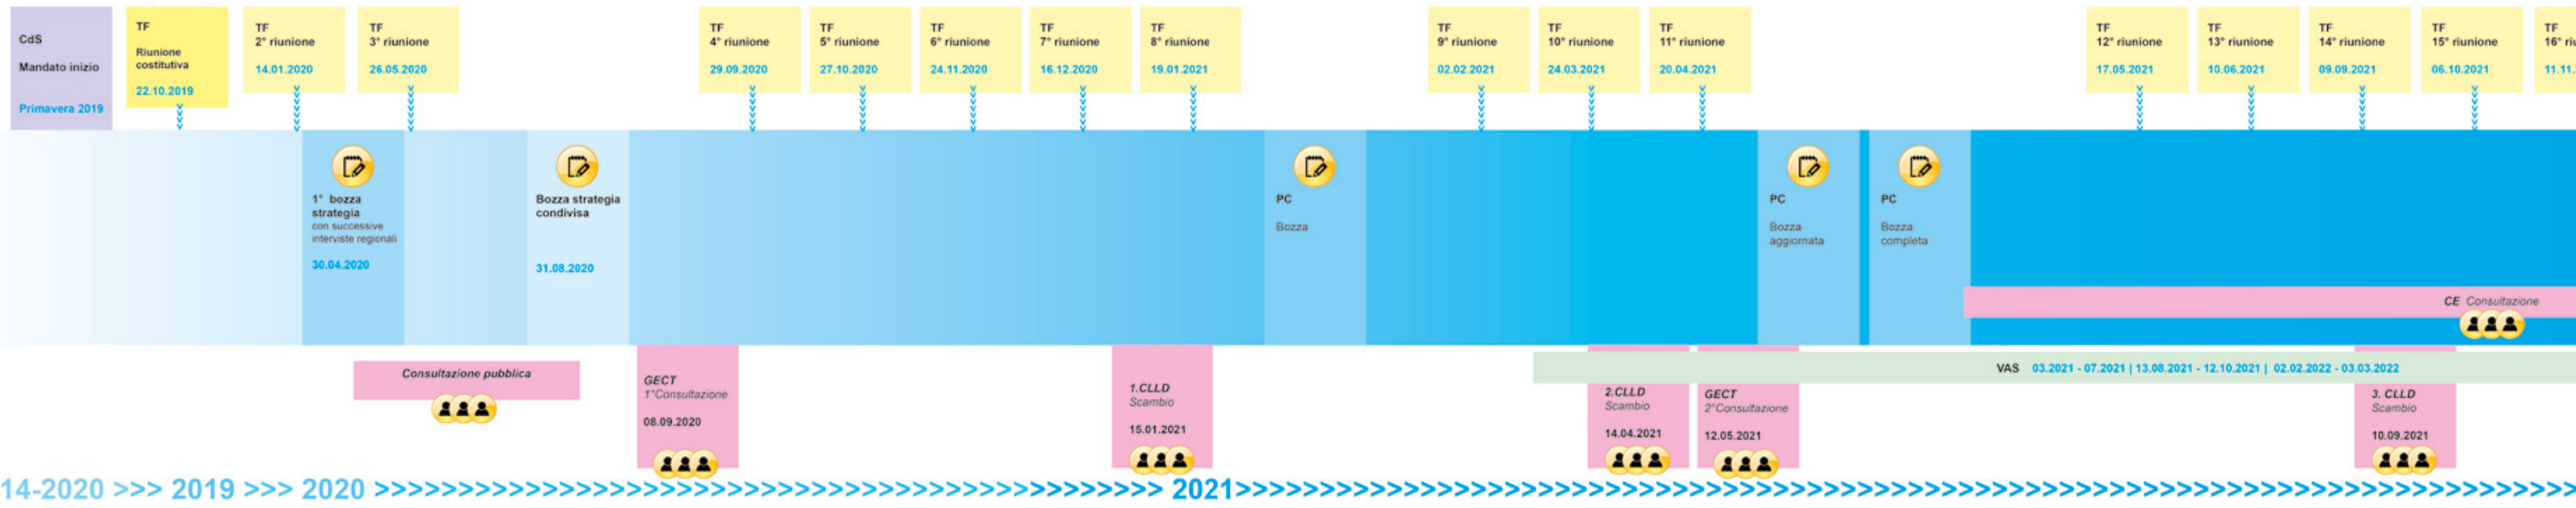 CdS
Mandato inizio
Primavera 2019
TF
Riunione
costitutiva
22.10.2019
TF
2° riunione
14.01.2020
TF
3° riunione
26.05.2020
TF
4° riunione
29.09.2020
TF
5° riunione
27.10.2020
TF
6° riunione
24.11.2020
TF
7° riunione
16.12.2020
TF
8° riunione
19.01.2021
TF
9° riunione
02.02.2021
TF
10° riunione
24.03.2021
TF
11° riunione
20.04.2021
TF
12° riunione
17.05.2021
TF
13° riunione
10.06.2021
TF
14° riunione
09.09.2021
TF
15° riunione
06.10.2021
TF
16° riu
11.11.
1° bozza
strategia
con successive
interviste regionali
30.04.2020
Bozza strategia
condivisa
31.08.2020
PC
Bozza
PC
Bozza
aggiornata
PC
Bozza
completa
CE Consultazione
Consultazione pubblica
GECT
1°Consultazione
08.09.2020
1.CLLD
Scambio
15.01.2021
VAS 03.2021 - 07.2021 | 13.08.2021 - 12.10.2021 | 02.02.2022 - 03.03.2022
2.CLLD
Scambio
14.04.2021
GECT
2°Consultazione
12.05.2021
3. CLLD
Scambio
10.09.2021
14-2020 >>> 2019 >>> 2020 >>>>>>>>>>>>>>>>>>>>>>>>>>>>>>>>>>>>>>>>>>>>>>>>>>>>>>>>>> 2021>>>>>>>>>>>>>>>>>>>>>>>>>>>>>>>>>>>>>>>>>>>>>>>>>>>>>>>>>>>>>>>>>>>>>>>>>>>>>>>>>>>>>>>>>>>>>>>>>>>